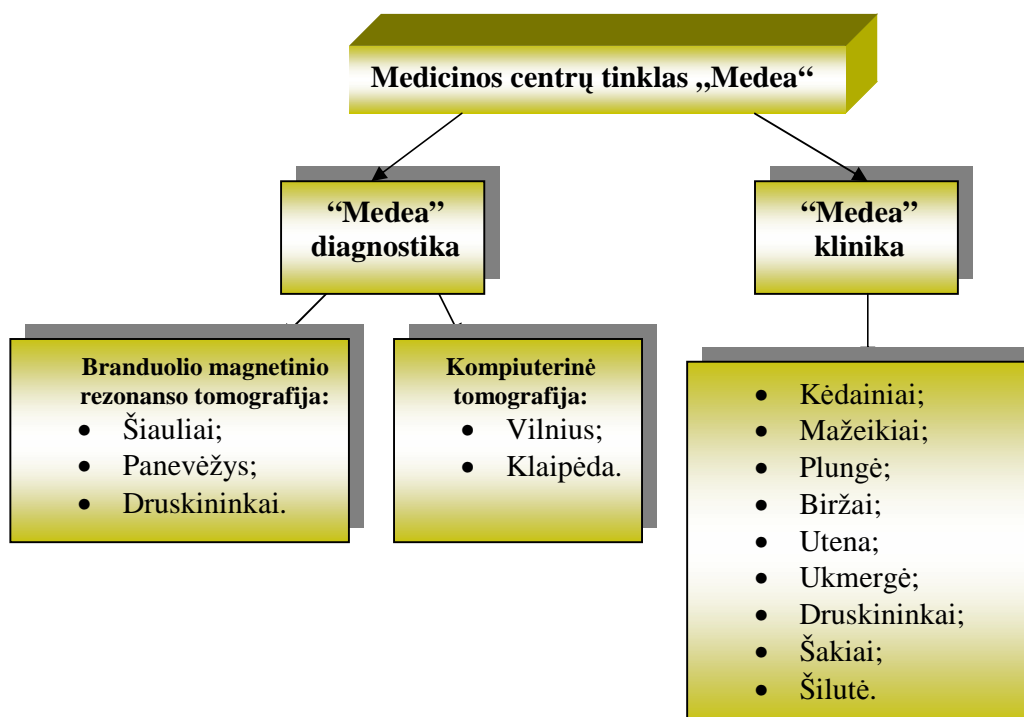 Medicinos centrų tinklas „Medea“
“Medea”
diagnostika
“Medea”
klinika
Branduolio magnetinio
rezonanso tomografija:
• Šiauliai;
• Panevėžys;
• Druskininkai.
Kompiuterinė
tomografija:
• Vilnius;
• Klaipėda.
• Kėdainiai;
• Mažeikiai;
• Plungė;
• Biržai;
• Utena;
• Ukmergė;
• Druskininkai;
• Šakiai;
• Šilutė.